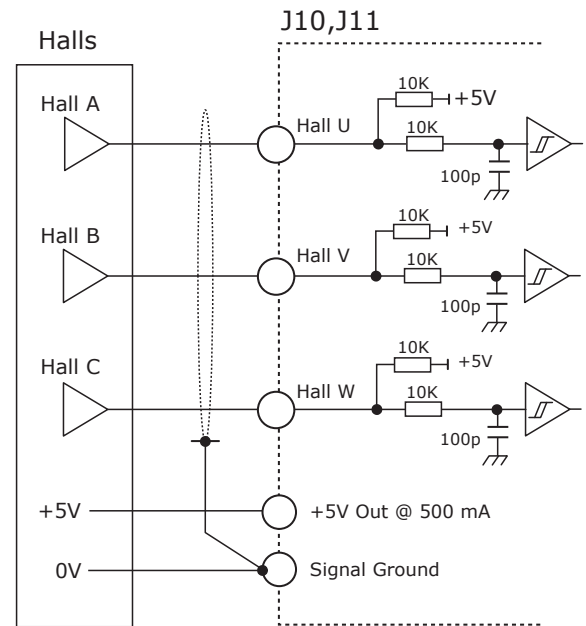 J10,J11
Halls
10K
+5V
Hall A
Hall U
10K
100p
10K
+5V
Hall B
Hall V
10K
100p
10K
+5V
Hall C
Hall W
10K
100p
+5V
+5V Out @ 500 mA
0V
Signal Ground